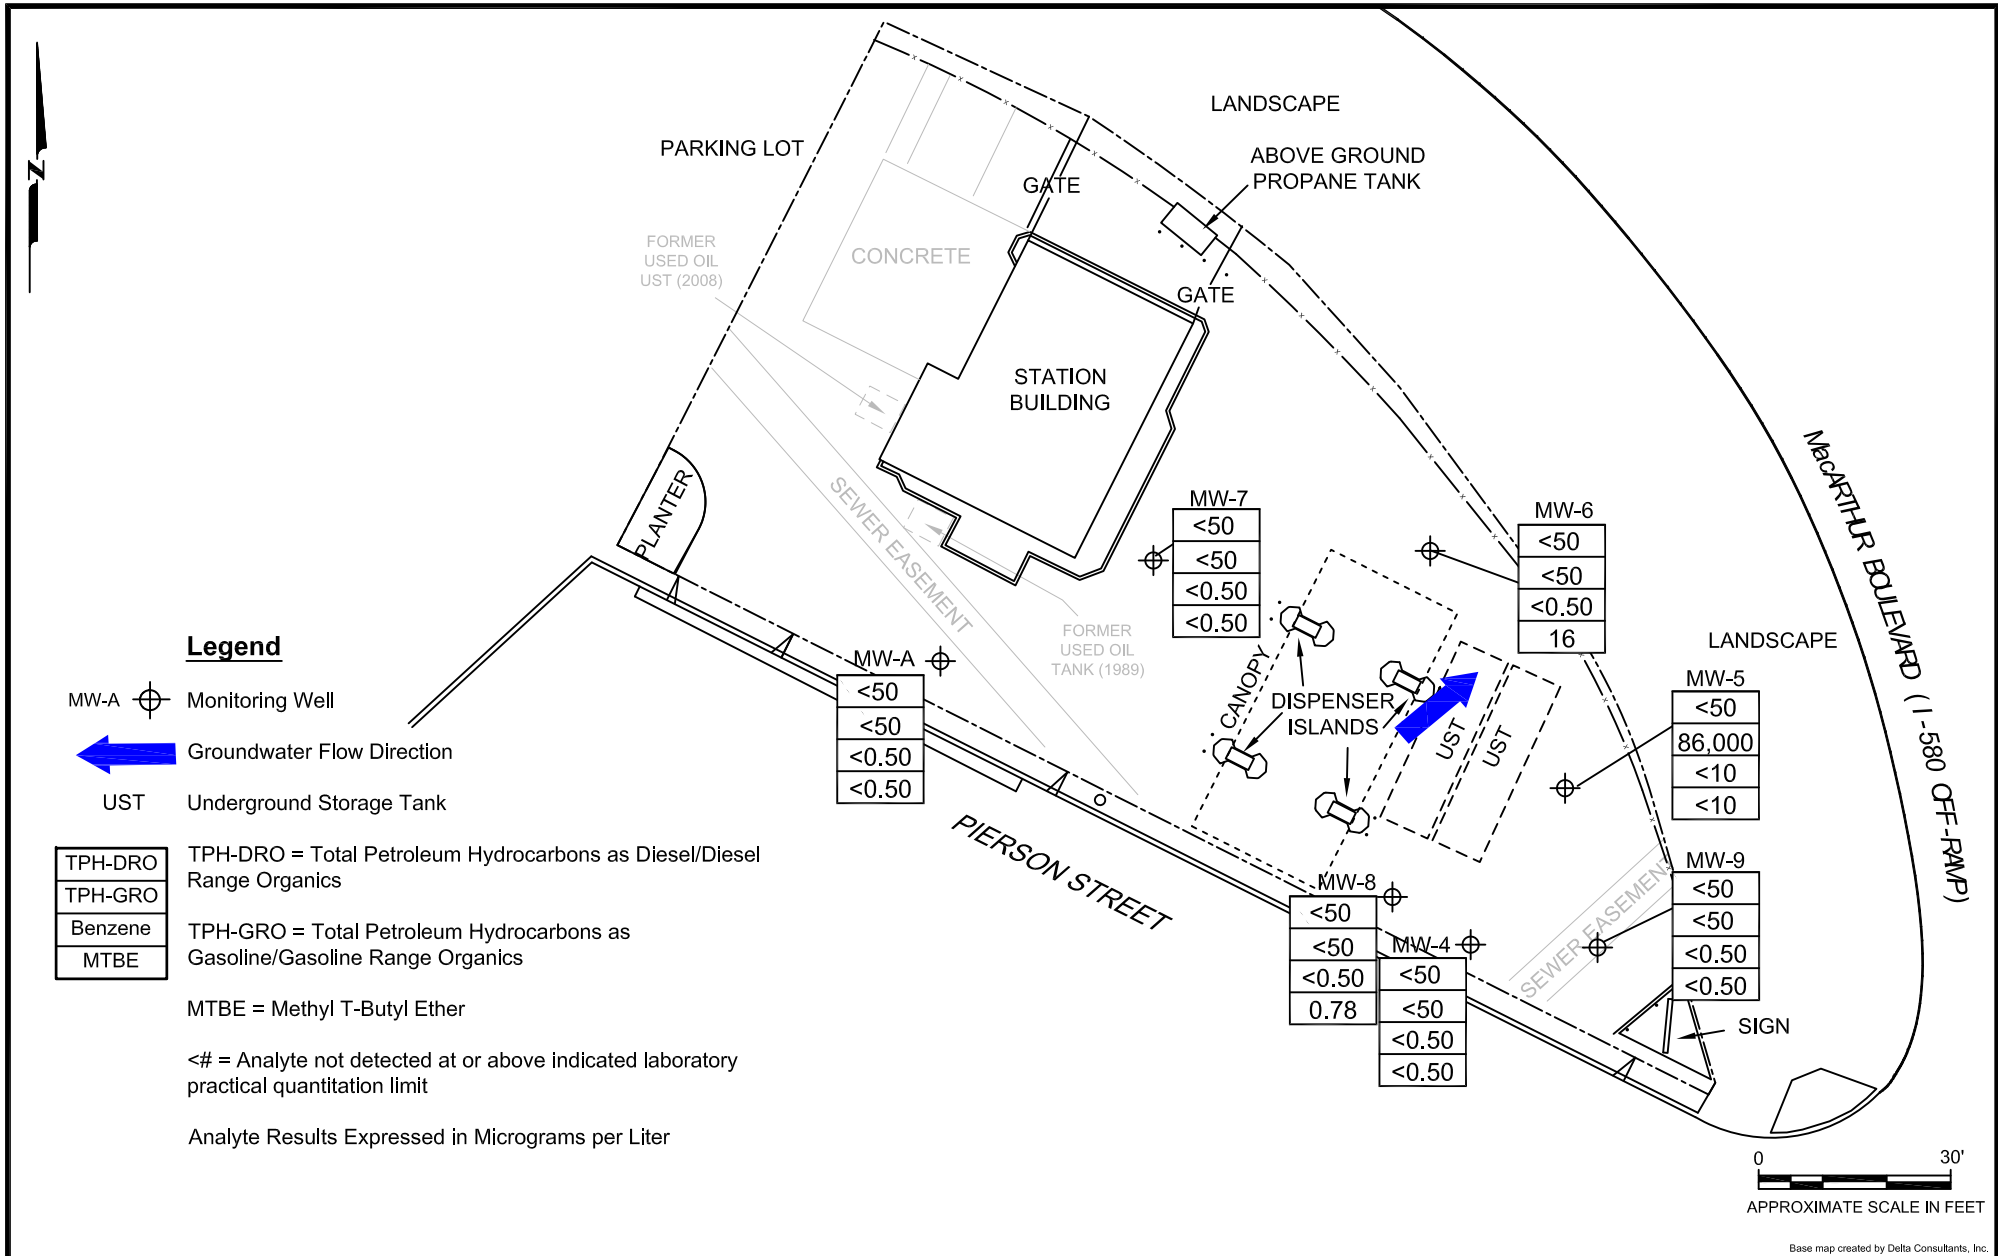 N
PARKING LOT
LANDSCAPE
ABOVE GROUND
PROPANE TANK
GATE
FORMER
USED OIL
UST (2008)
CONCRETE
GATE
STATION
BUILDING
PLANTER
SEWER EASEMENT
FORMER
USED OIL
TANK (1989)
MW-7
<50
<50
<0.50
<0.50
MW-6
<50
<50
<0.50
16
MacARTHUR BOULEVARD (I-580 OFF-RAMP)
LANDSCAPE
MW-5
<50
86,000
<10
<10
MW-A
<50
<50
<0.50
<0.50
CANOPY
DISPENSER
ISLANDS
UST
UST
PIERSON STREET
MW-8
<50
<50
<0.50
0.78
MW-4
<50
<50
<0.50
<0.50
MW-9
<50
<50
<0.50
<0.50
SEWER EASEMENT
SIGN
Legend
MW-A Monitoring Well
Groundwater Flow Direction
UST Underground Storage Tank
TPH-DRO
TPH-GRO
Benzene
MTBE
TPH-DRO = Total Petroleum Hydrocarbons as Diesel/Diesel
Range Organics
TPH-GRO = Total Petroleum Hydrocarbons as
Gasoline/Gasoline Range Organics
MTBE = Methyl T-Butyl Ether
<# = Analyte not detected at or above indicated laboratory
practical quantitation limit
Analyte Results Expressed in Micrograms per Liter
0 30'
APPROXIMATE SCALE IN FEET
Base map created by Delta Consultants, Inc.